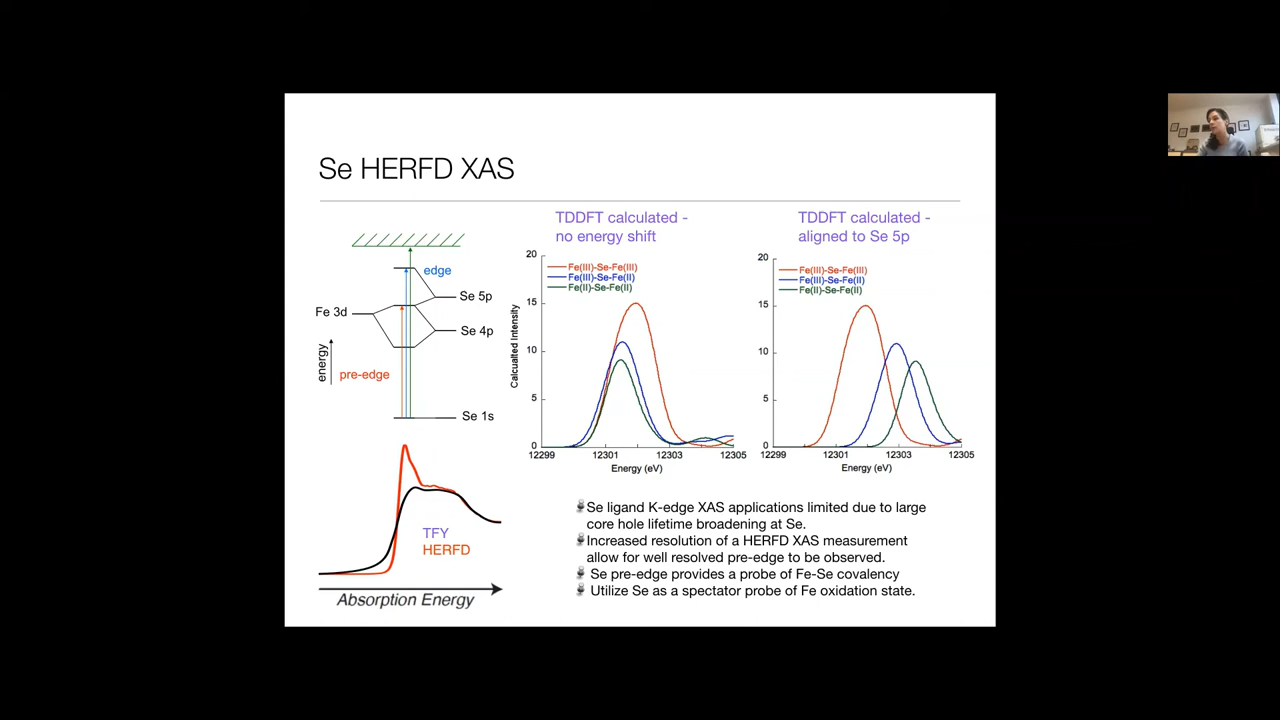 Se HERFD XAS
TDDFT calculated -
no energy shift
TDDFT calculated -
aligned to Se 5p
edge
Se 5p
Fe 3d
Se 4p
energy
pre-edge
Se 1s
20
15
10
5
0
Calcualted Intensity
Fe(III)-Se-Fe(III)
Fe(III)-Se-Fe(II)
Fe(II)-Se-Fe(II)
12299
12301
12303
12305
Energy (eV)
20
15
10
5
0
Fe(III)-Se-Fe(III)
Fe(III)-Se-Fe(II)
Fe(II)-Se-Fe(II)
12299
12301
12303
12305
Energy (eV)
TFY
HERFD
Absorption Energy
Se ligand K-edge XAS applications limited due to large
core hole lifetime broadening at Se.
Increased resolution of a HERFD XAS measurement
allow for well resolved pre-edge to be observed.
Se pre-edge provides a probe of Fe-Se covalency
Utilize Se as a spectator probe of Fe oxidation state.